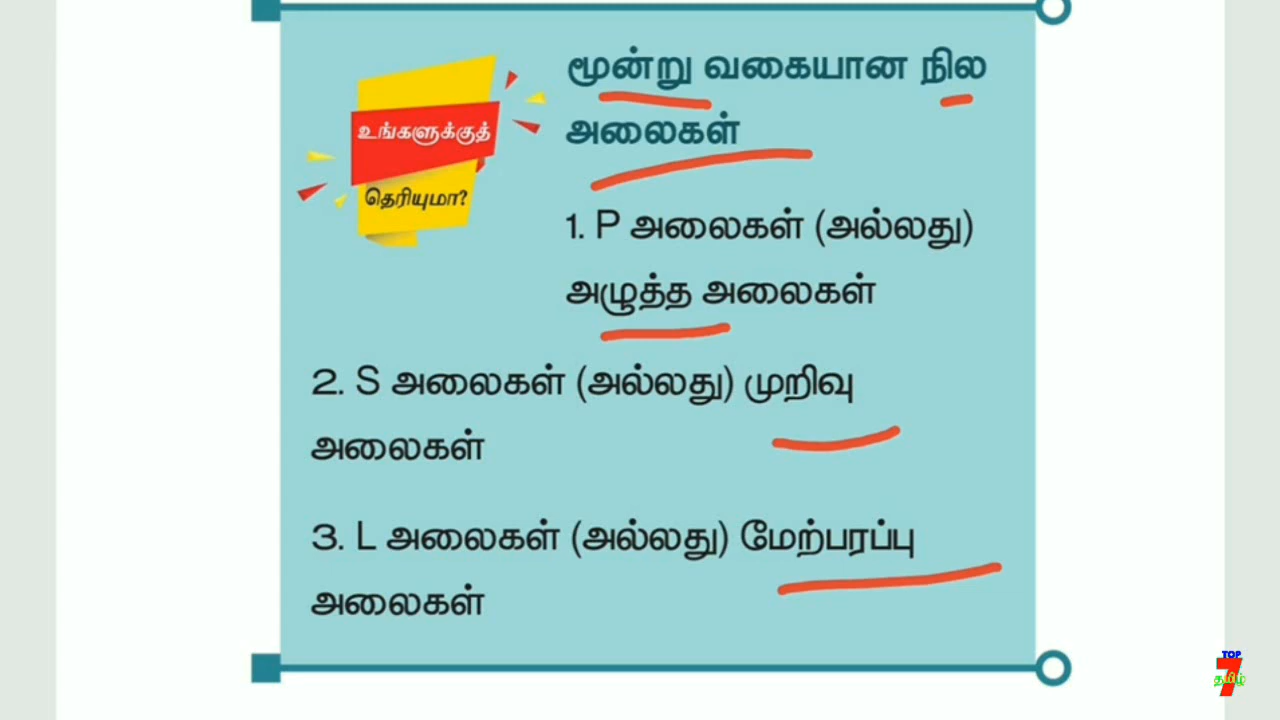 உங்களுக்குத்
தெரியுமா?
மூன்று வகையான நில
அலைகள்
1. P அலைகள் (அல்லது)
அழுத்த அலைகள்
2. S அலைகள் (அல்லது) முறிவு
அலைகள்
3. L அலைகள் (அல்லது) மேற்பரப்பு
அலைகள்
TOP
7
தமிழ்